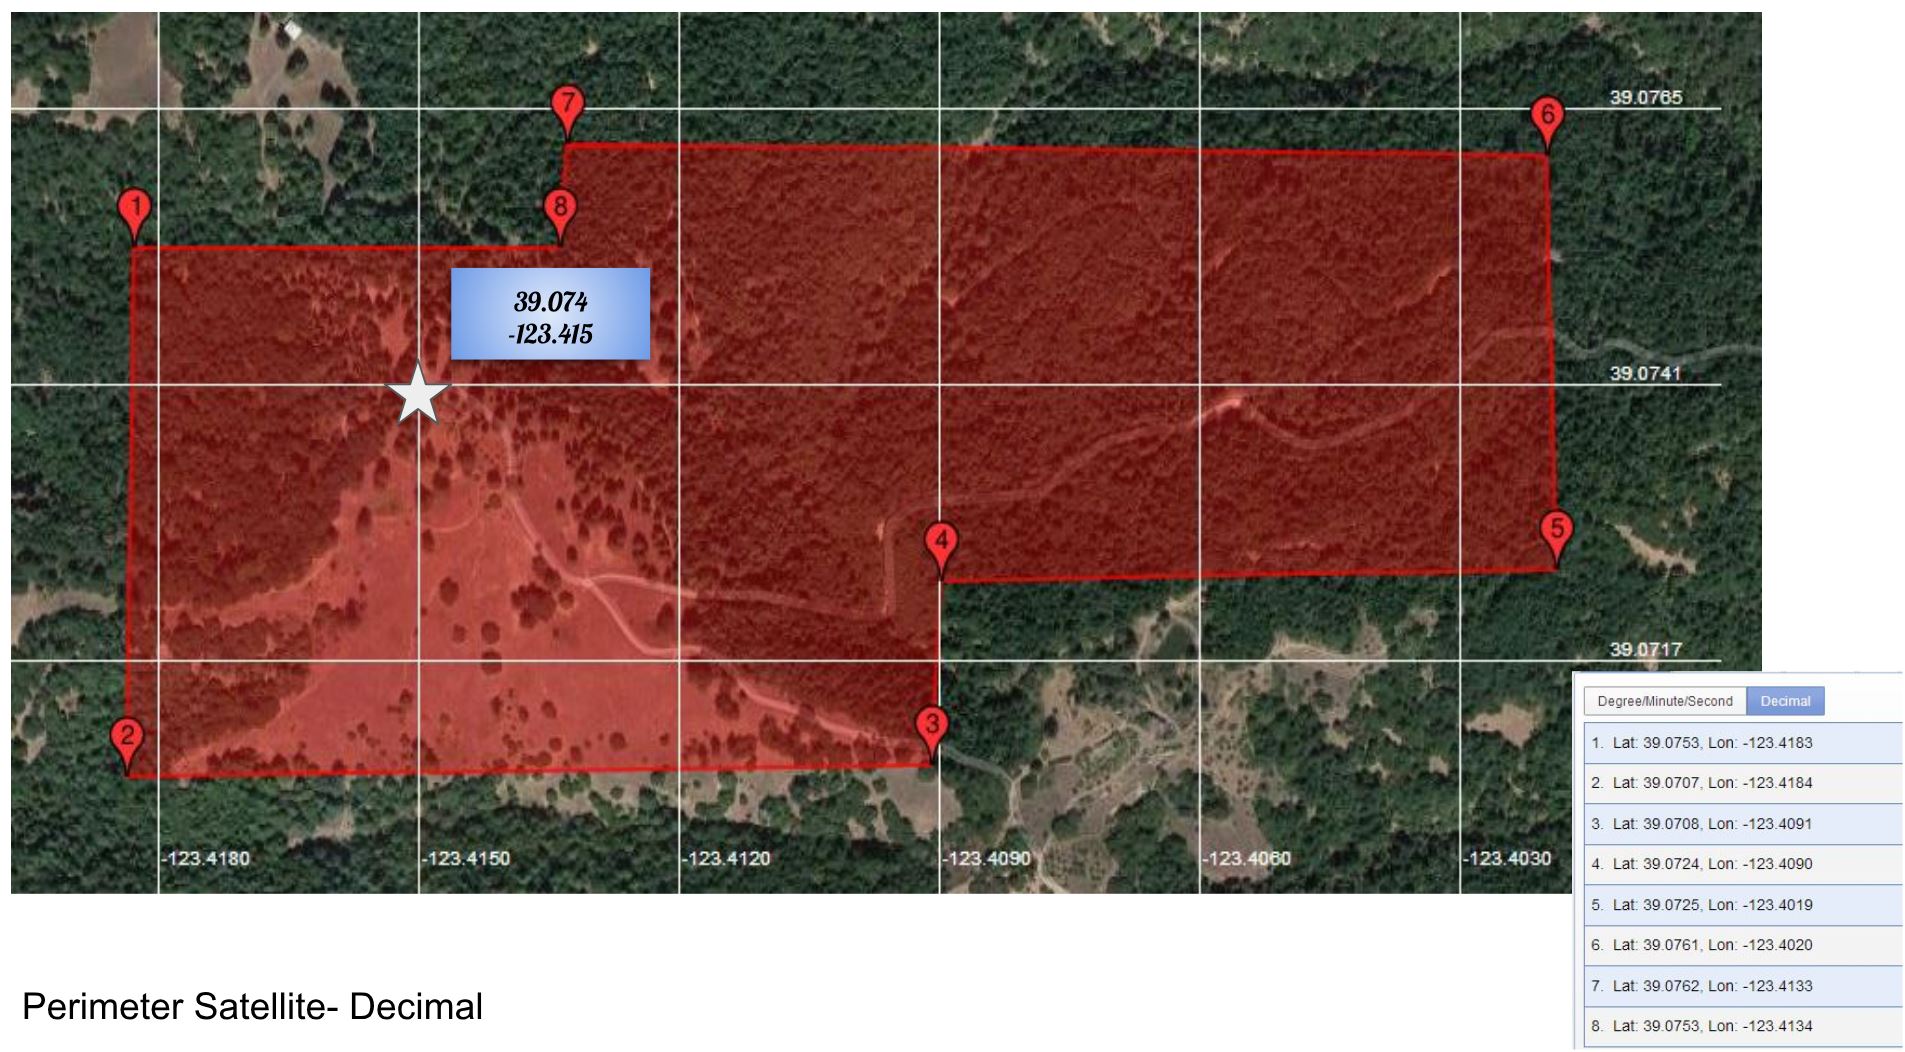 7
6
39.0765
1
8
39.074
-123.415
39.0741
4
5
39.0717
2
3
-123.4180
-123.4150
-123.4120
-123.4090
-123.4060
-123.4030
Degree/Minute/Second
Decimal
1. Lat: 39.0753, Lon: -123.4183
2. Lat: 39.0707, Lon: -123.4184
3. Lat: 39.0708, Lon: -123.4091
4. Lat: 39.0724, Lon: -123.4090
5. Lat: 39.0725, Lon: -123.4019
6. Lat: 39.0761, Lon: -123.4020
7. Lat: 39.0762, Lon: -123.4133
8. Lat: 39.0753, Lon: -123.4134
Perimeter Satellite- Decimal